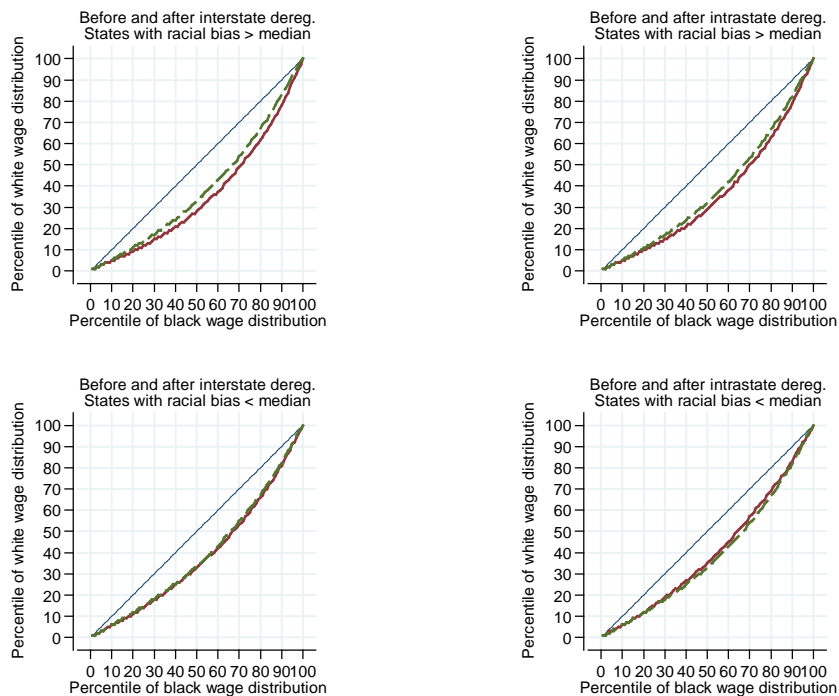 Before and after interstate dereg.
States with racial bias > median
Percentile of white wage distribution
100
90
80
70
60
50
40
30
20
10
0
0 10 20 30 40 50 60 70 80 90100
Percentile of black wage distribution
Before and after intrastate dereg.
States with racial bias > median
Percentile of white wage distribution
100
90
80
70
60
50
40
30
20
10
0
0 10 20 30 40 50 60 70 80 90 100
Percentile of black wage distribution
Before and after interstate dereg.
States with racial bias < median
Percentile of white wage distribution
100
90
80
70
60
50
40
30
20
10
0
0 10 20 30 40 50 60 70 80 90100
Percentile of black wage distribution
Before and after intrastate dereg.
States with racial bias < median
Percentile of white wage distribution
100
90
80
70
60
50
40
30
20
10
0
0 10 20 30 40 50 60 70 80 90 100
Percentile of black wage distribution